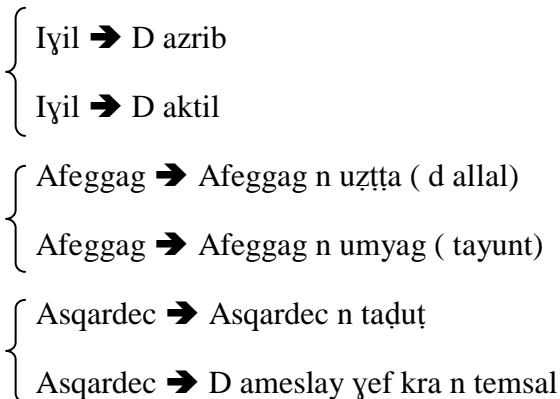 Iɣil ➔ D azrib
Iɣil ➔ D aktil
Afeggag ➔ Afeggag n uẓṭṭa ( d allal)
Afeggag ➔ Afeggag n umyag ( tayunt)
Asqardec ➔ Asqardec n taḍuṭ
Asqardec ➔ D ameslay ɣef kra n temsal